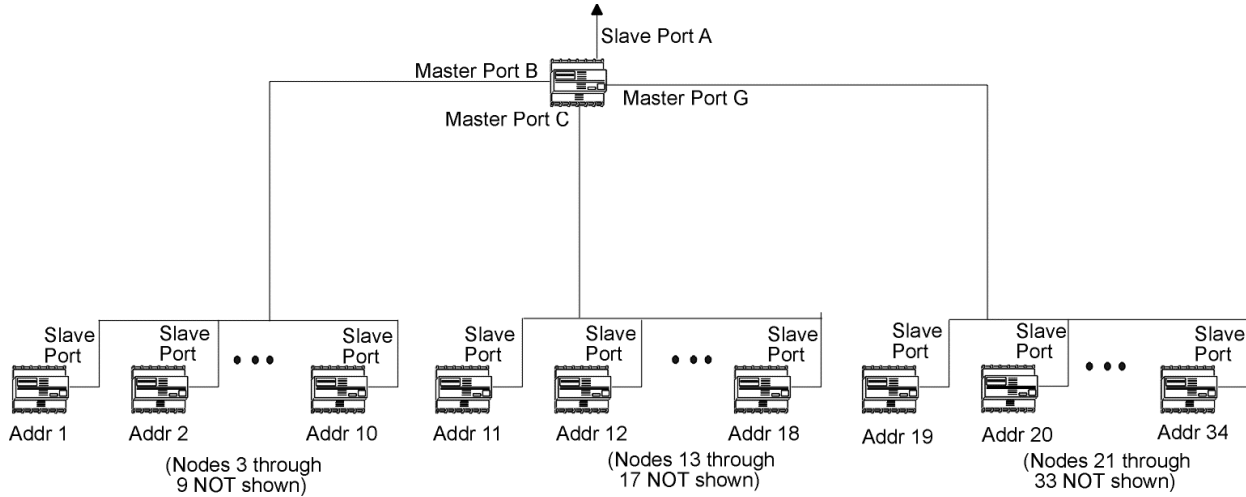 Slave Port A
Master Port B
Master Port G
Master Port C
Slave
Port
Slave
Port
Slave
Port
Slave
Port
Slave
Port
Slave
Port
Slave
Port
Slave
Port
Slave
Port
Addr 1
Addr 2
Addr 10
Addr 11
Addr 12
Addr 18
Addr 19
Addr 20
Addr 34
(Nodes 3 through
9 NOT shown)
(Nodes 13 through
17 NOT shown)
(Nodes 21 through
33 NOT shown)